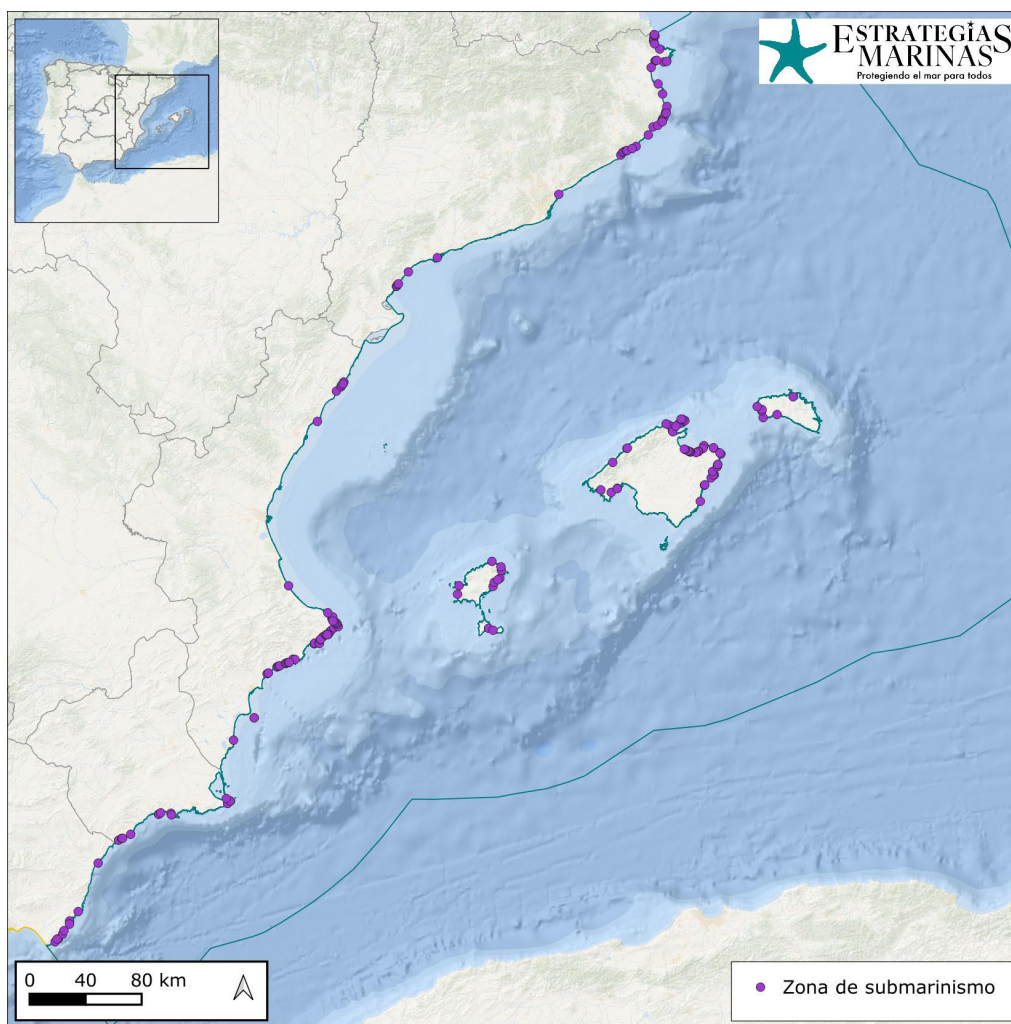 ESTRATEGIAS
MARINAS
Protegiendo el mar para todos
0 40 80 km
Zona de submarinismo